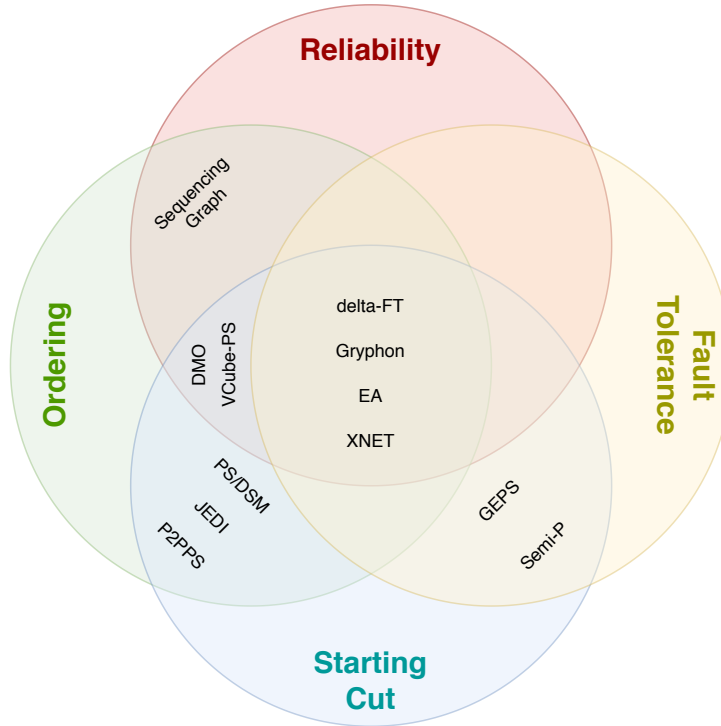 Reliability
Sequencing
Graph
Ordering
Fault
Tolerance
DMO
VCube-PS
delta-FT
Gryphon
EA
XNET
PS/DSM
JEDI
P2PPS
GEPS
Semi-P
Starting
Cut